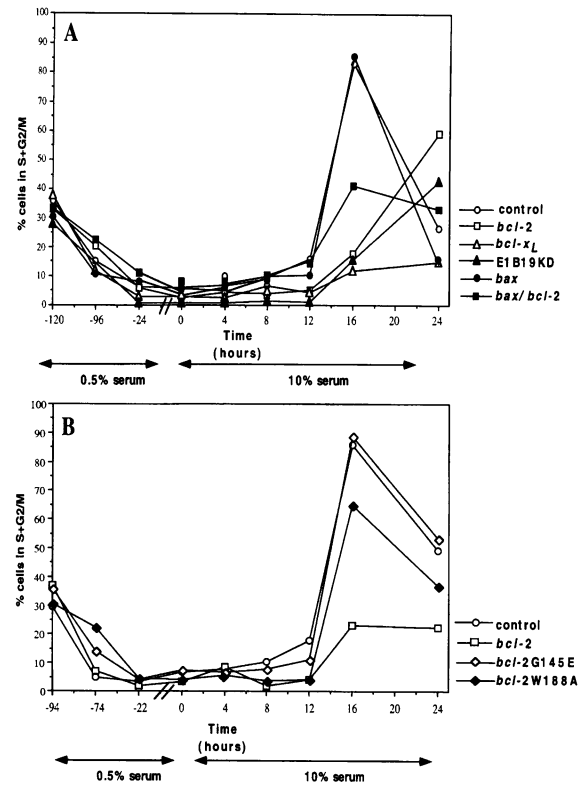 A
100
90
80
70
60
50
40
30
20
10
0
% cells in S+G2/M
-120 -96 -24 0 4 8 12 16 20 24
Time
(hours)
0.5% serum 10% serum
control
bcl-2
bcl-xL
E1B19KD
bax
bax/bcl-2
B
100
90
80
70
60
50
40
30
20
10
0
% cells in S+G2/M
-94 -74 -22 0 4 8 12 16 20 24
Time
(hours)
0.5% serum 10% serum
control
bcl-2
bcl-2G145E
bcl-2W188A